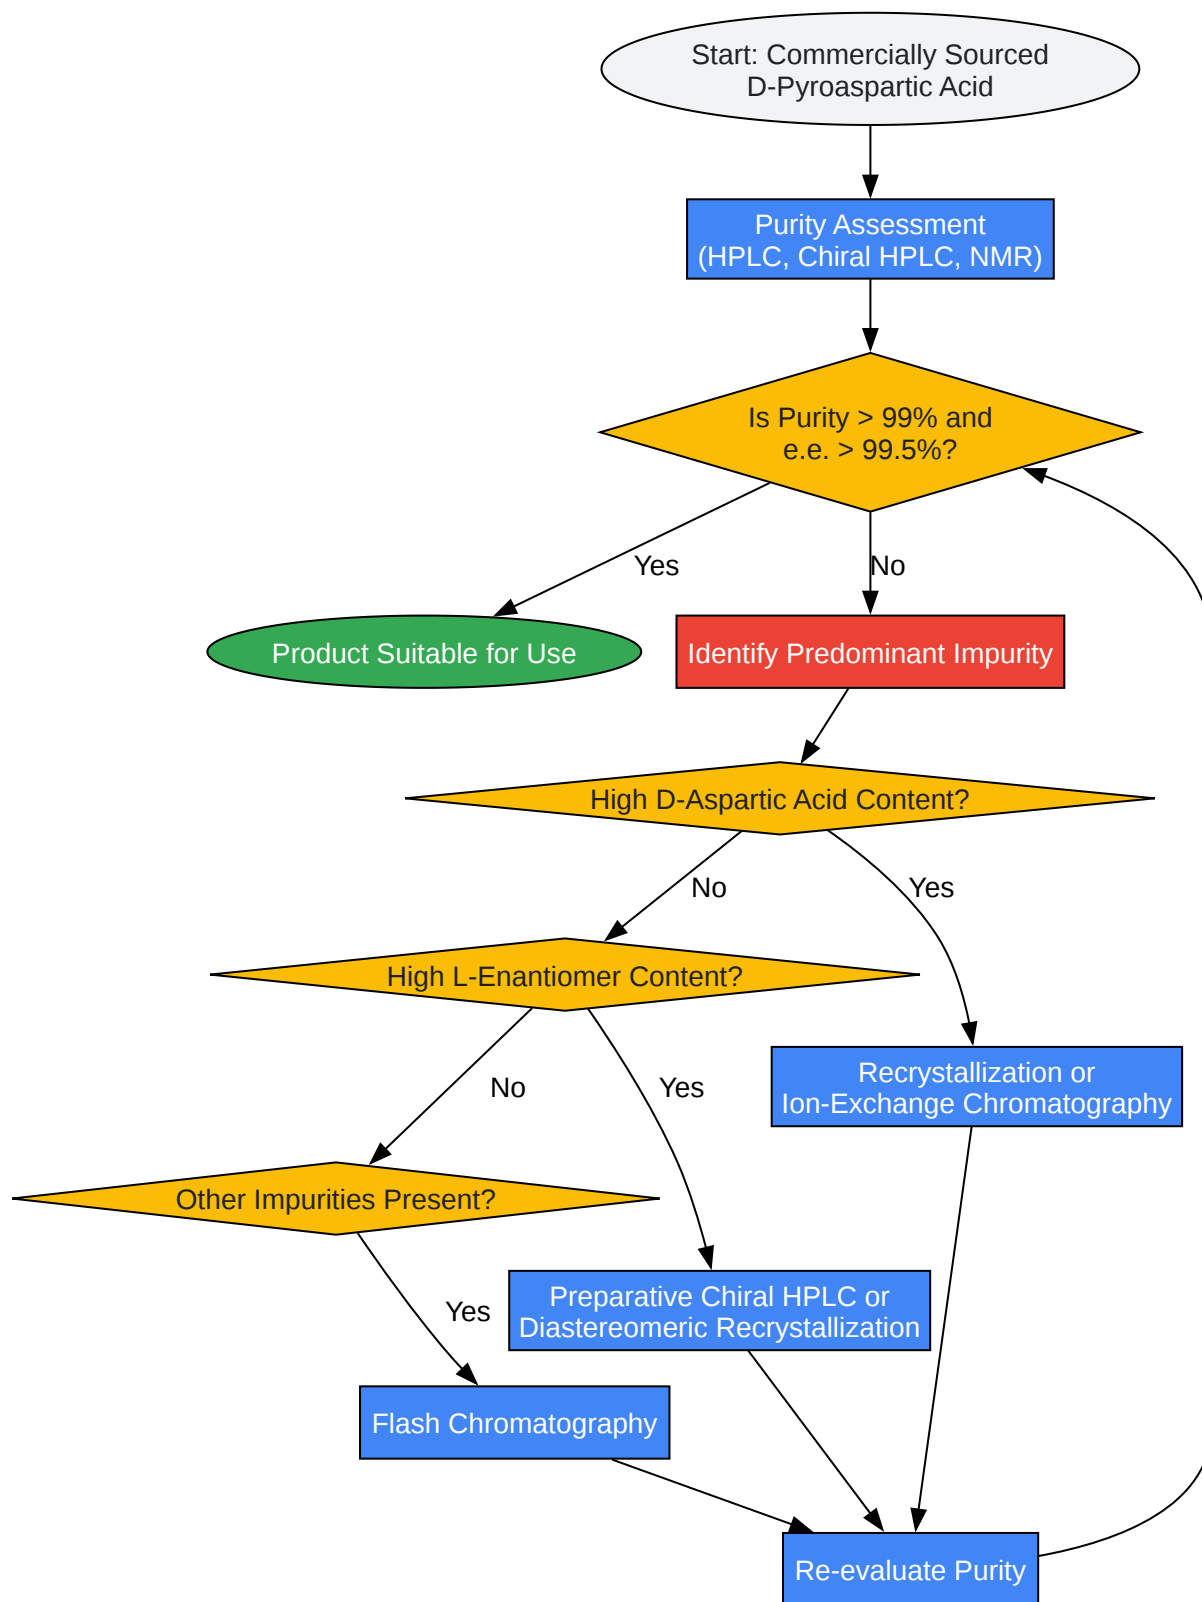 Start: Commercially Sourced
D-Pyroaspartic Acid
Purity Assessment
(HPLC, Chiral HPLC, NMR)
Is Purity > 99% and
e.e. > 99.5%?
Yes
No
Product Suitable for Use
Identify Predominant Impurity
High D-Aspartic Acid Content?
No
Yes
High L-Enantiomer Content?
No
Yes
Recrystallization or
Ion-Exchange Chromatography
Other Impurities Present?
Yes
Preparative Chiral HPLC or
Diastereomeric Recrystallization
Flash Chromatography
Re-evaluate Purity